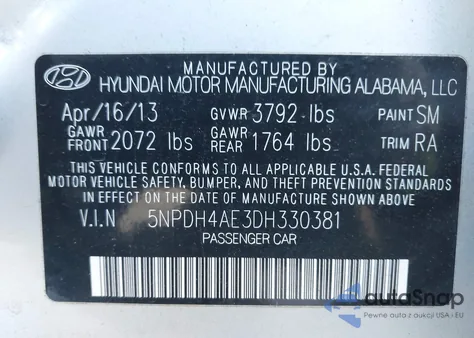 MANUFACTURED BY
HYUNDAI MOTOR MANUFACTURING ALABAMA, LLC
Apr/16/13 GVWR 3792 lbs PAINT SM
GAWR FRONT 2072 lbs GAWR REAR 1764 lbs TRIM RA
THIS VEHICLE CONFORMS TO ALL APPLICABLE U.S.A. FEDERAL
MOTOR VEHICLE SAFETY, BUMPER, AND THEFT PREVENTION STANDARDS
IN EFFECT ON THE DATE OF MANUFACTURE SHOWN ABOVE.
V.I.N 5NPDH4AE3DH330381
PASSENGER CAR
autoSnap
Pewne auta z aukcji USA i EU